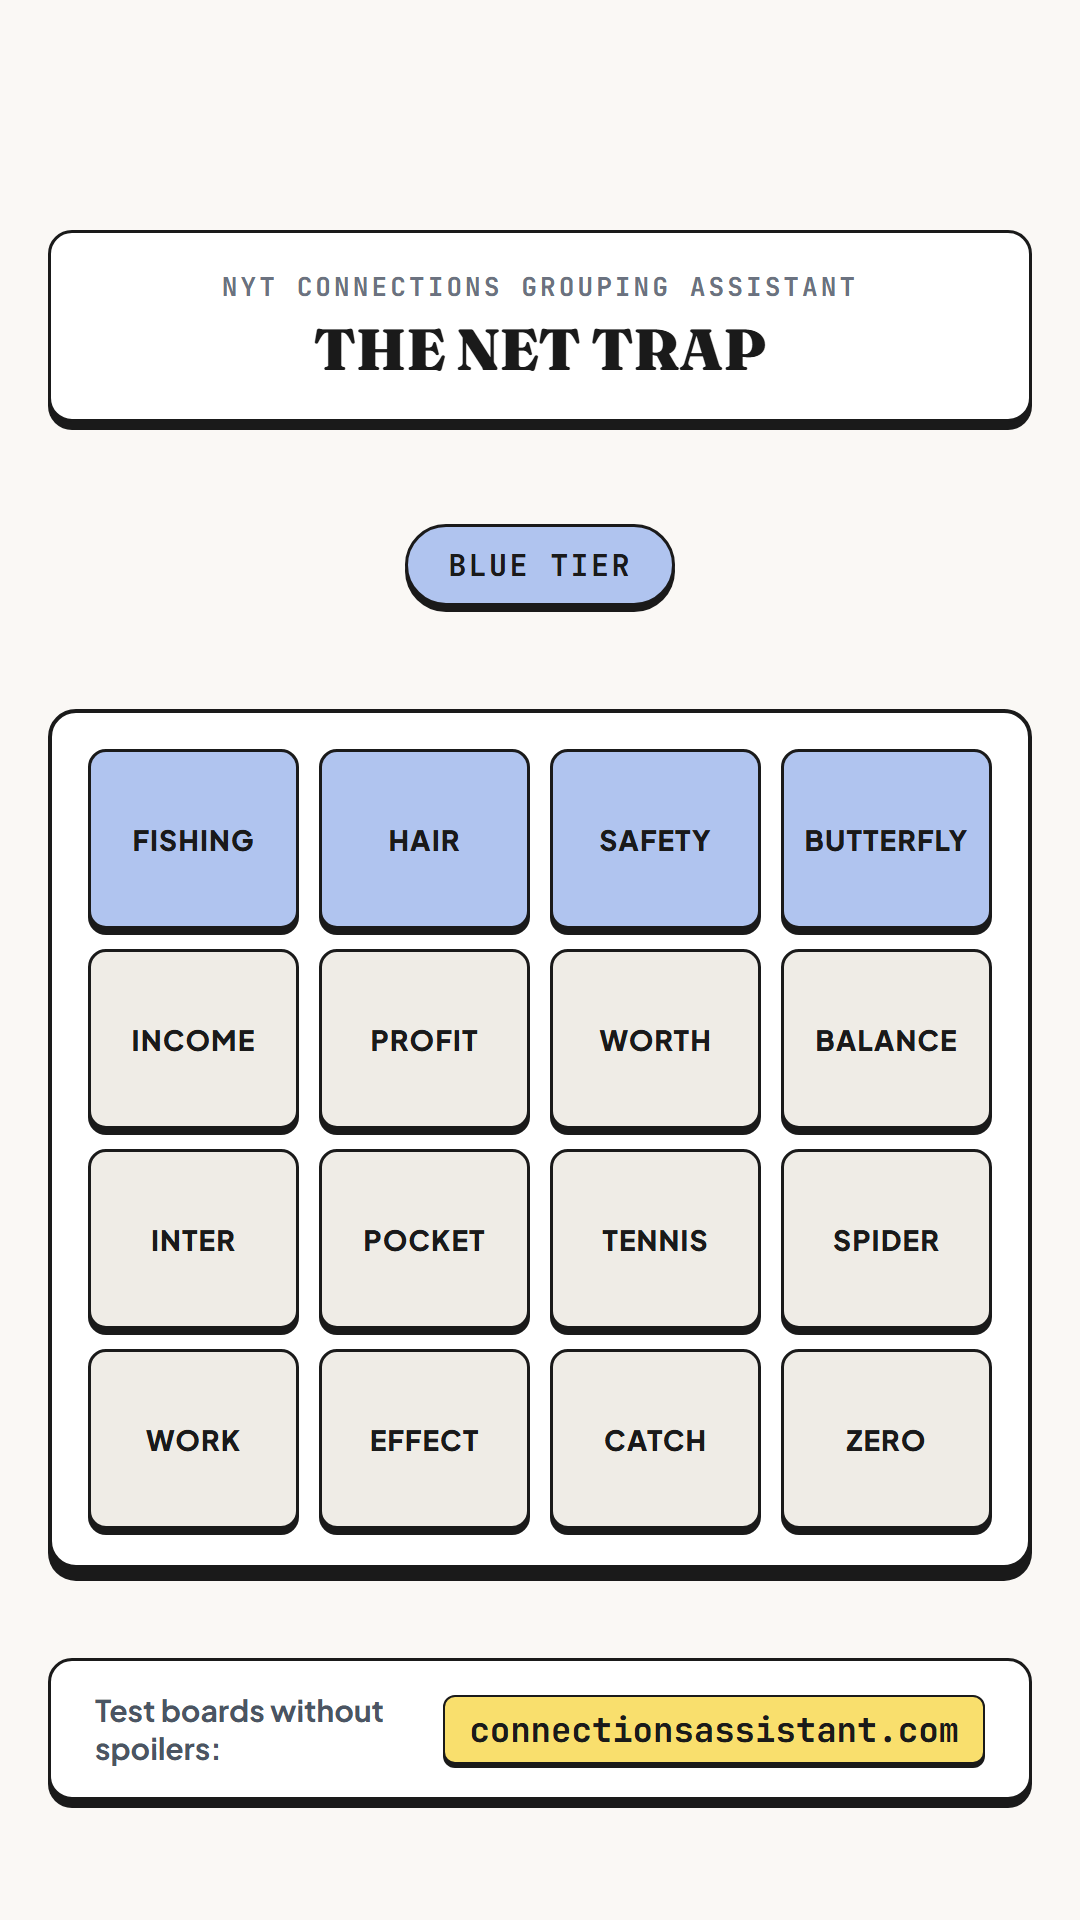 NYT CONNECTIONS GROUPING ASSISTANT
THE NET TRAP
BLUE TIER
FISHING HAIR SAFETY BUTTERFLY
INCOME PROFIT WORTH BALANCE
INTER POCKET TENNIS SPIDER
WORK EFFECT CATCH ZERO
Test boards without
spoilers:
connectionsassistant.com